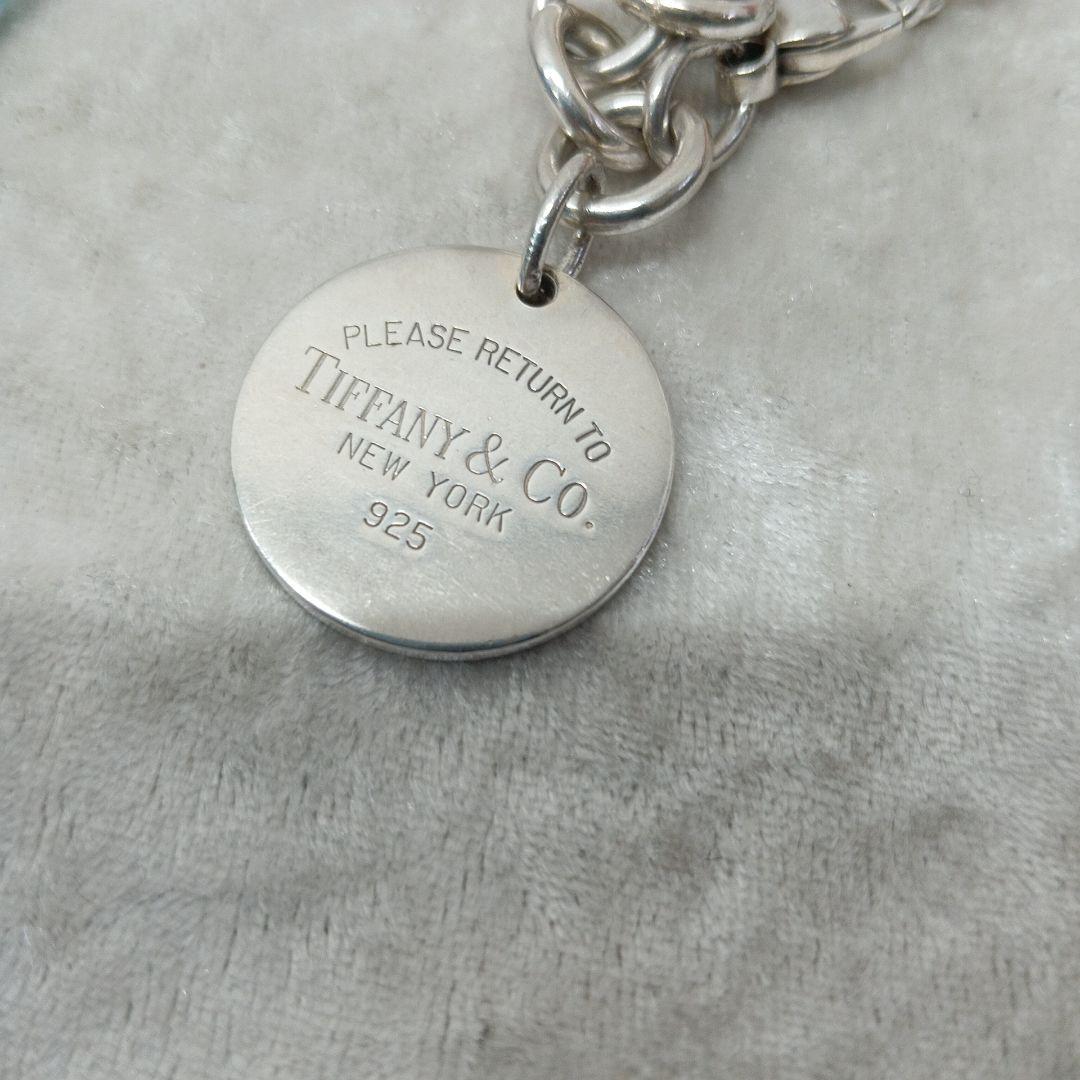 PLEASE RETURN TO
TIFFANY & CO.
NEW YORK
925